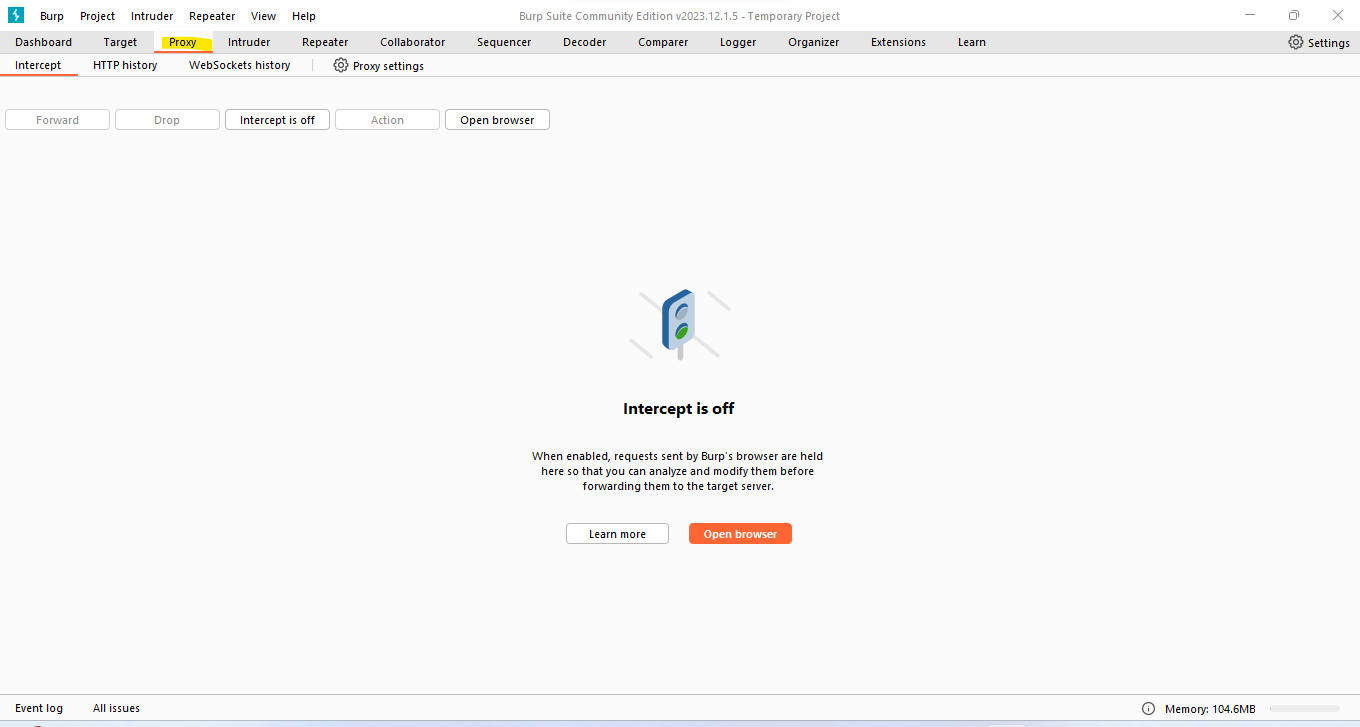 Burp Project Intruder Repeater View Help Burp Suite Community Edition v2023.12.1.5 - Temporary Project
Dashboard Target Proxy Intruder Repeater Collaborator Sequencer Decoder Comparer Logger Organizer Extensions Learn Settings
Intercept HTTP history WebSockets history Proxy settings
Forward Drop Intercept is off Action Open browser
Intercept is off
When enabled, requests sent by Burp's browser are held
here so that you can analyze and modify them before
forwarding them to the target server.
Learn more Open browser
Event log All issues Memory: 104.6MB